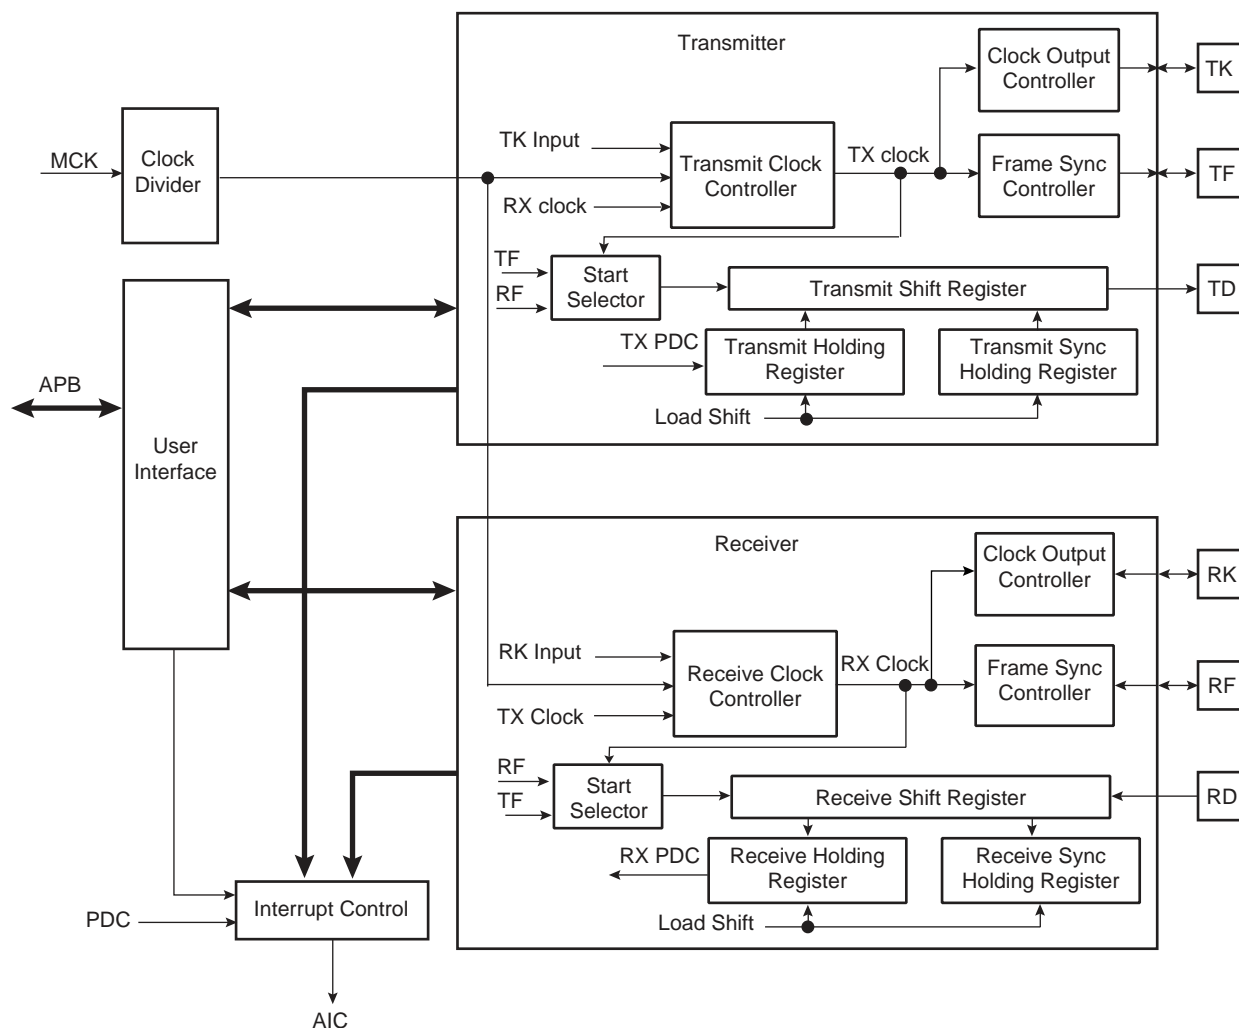 Transmitter
Clock Output
Controller
TK
MCK
Clock
Divider
TK Input
Transmit Clock
Controller
RX clock
TX clock
Frame Sync
Controller
TF
TF
RF
Start
Selector
Transmit Shift Register
TD
TX PDC
Transmit Holding
Register
Transmit Sync
Holding Register
Load Shift
APB
User
Interface
Receiver
Clock Output
Controller
RK
RK Input
Receive Clock
Controller
TX Clock
RX Clock
Frame Sync
Controller
RF
RF
TF
Start
Selector
Receive Shift Register
RD
RX PDC
Receive Holding
Register
Receive Sync
Holding Register
Load Shift
PDC
Interrupt Control
AIC